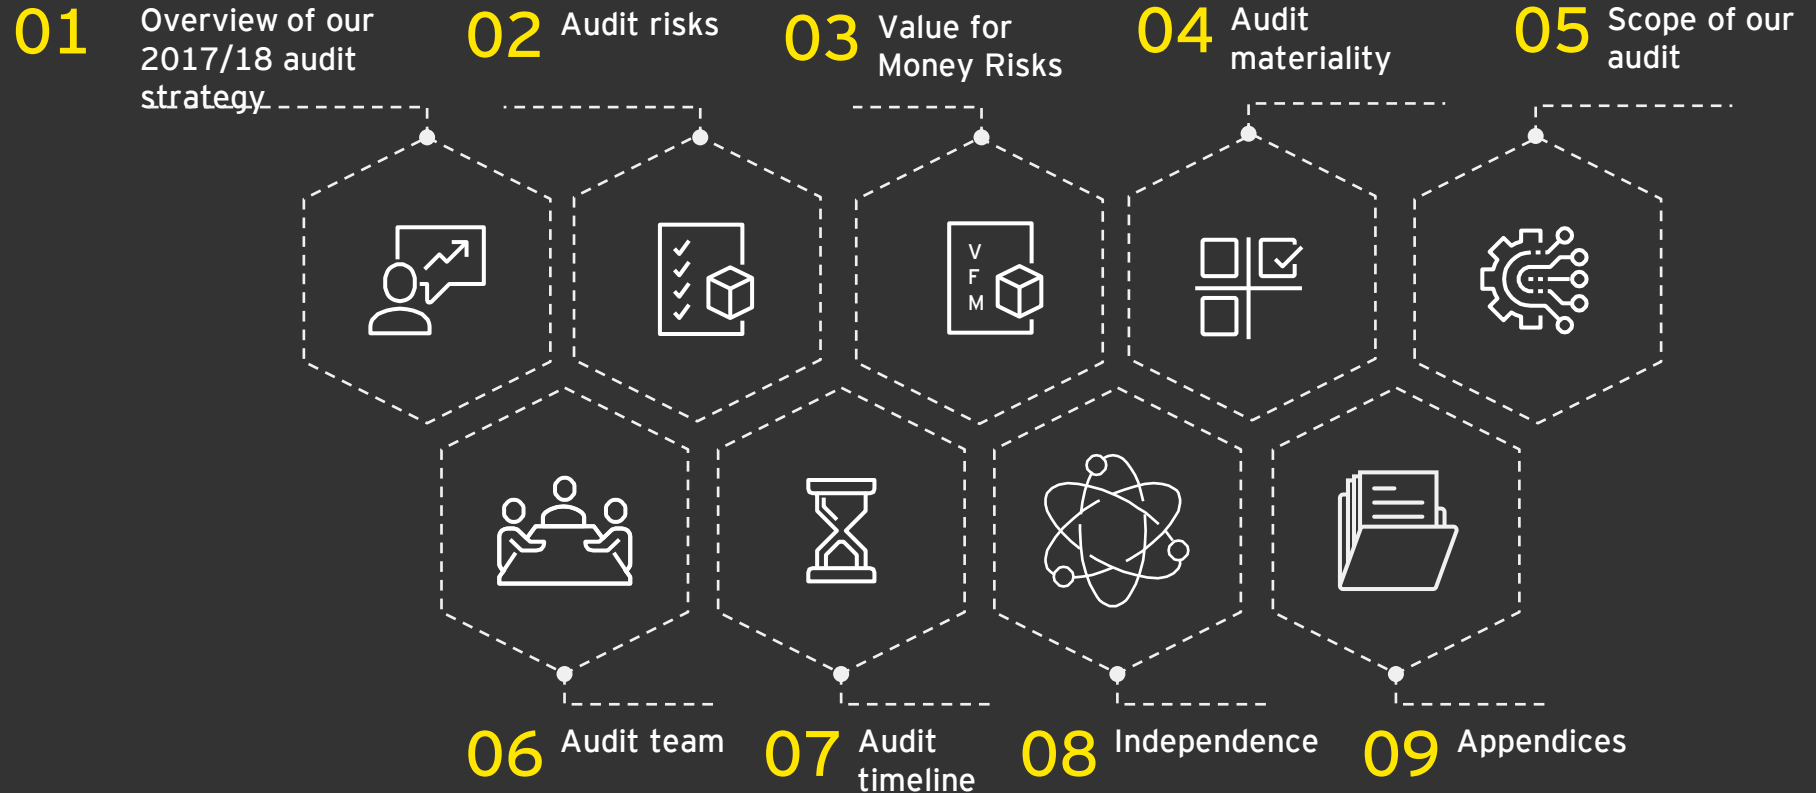 01
Overview of our
2017/18 audit
strategy
02
Audit risks
03
Value for
Money Risks
04
Audit
materiality
05
Scope of our
audit
V
F
M
06
Audit team
07
Audit
timeline
08
Independence
09
Appendices